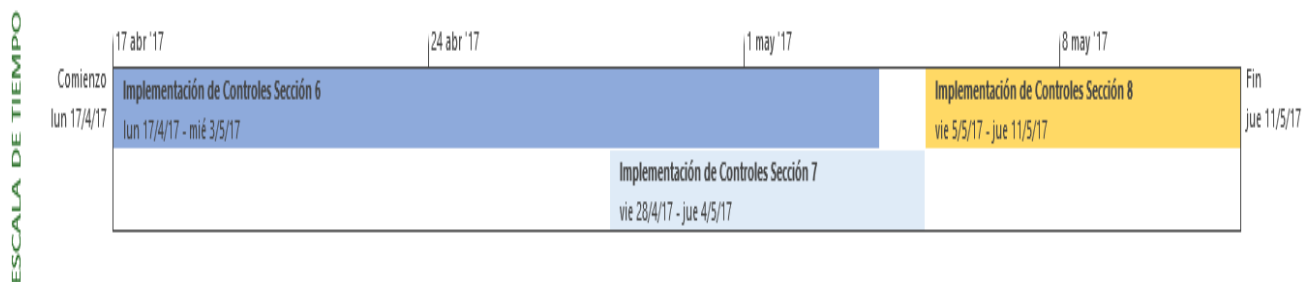 ESCALA DE TIEMPO
17 abr '17
24 abr '17
1 may '17
8 may '17
Comienzo
lun 17/4/17
Implementación de Controles Sección 6
lun 17/4/17 - mié 3/5/17
Implementación de Controles Sección 8
vie 5/5/17 - jue 11/5/17
Fin
jue 11/5/17
Implementación de Controles Sección 7
vie 28/4/17 - jue 4/5/17